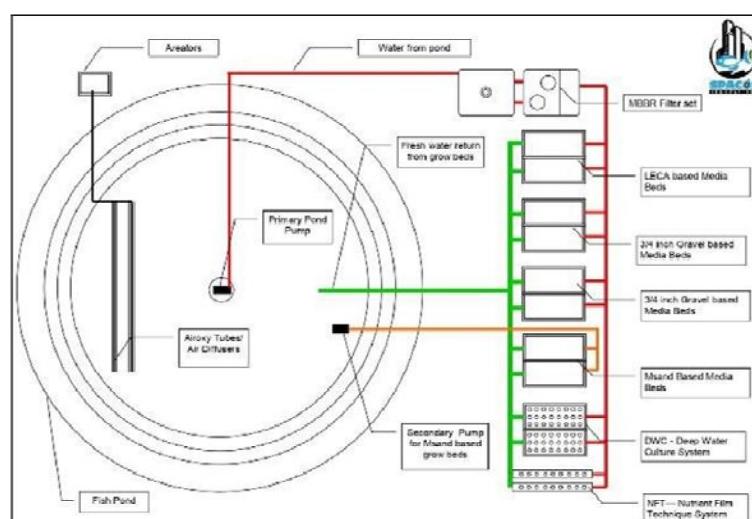 Areators
Water from pond
MBBR Filter set
Fresh water return
from grow beds
LECA based Media
Beds
Primary Pond
Pump
3/4 inch Gravel based
Media Beds
3/4 inch Gravel based
Media Beds
Airoxy Tubes/
Air Diffusers
Msand Based Media
Beds
Secondary Pump
for Msand based
grow beds
DWC - Deep Water
Culture System
Fish Pond
NFT— Nutrient Film
Technique System